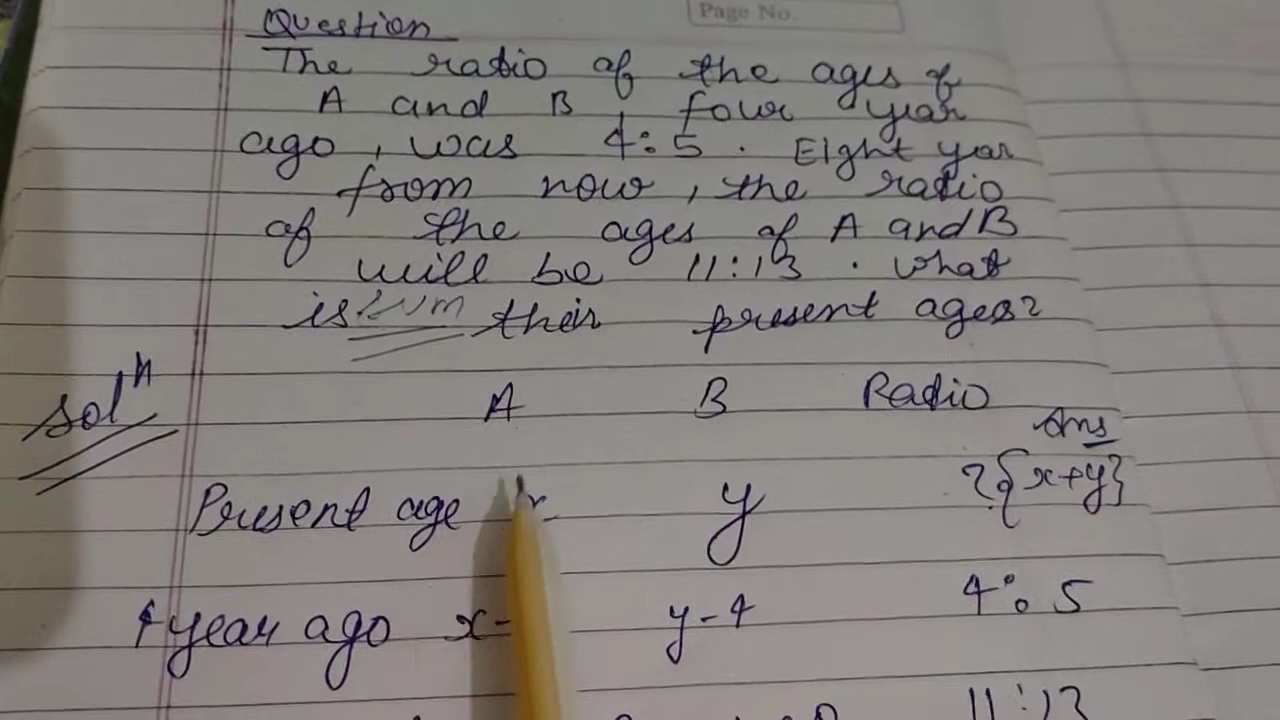 Page No.
Question
The ratio of the ages of
A and B, four year
ago, was 4:5. Eight year
from now, the ratio
of the ages of A and B
will be 11:13. what
is sum their present ages?
Solⁿ
A B Ratio
Ans
Present age y ?{x+y}
4 year ago x- y-4 4:5
11:13